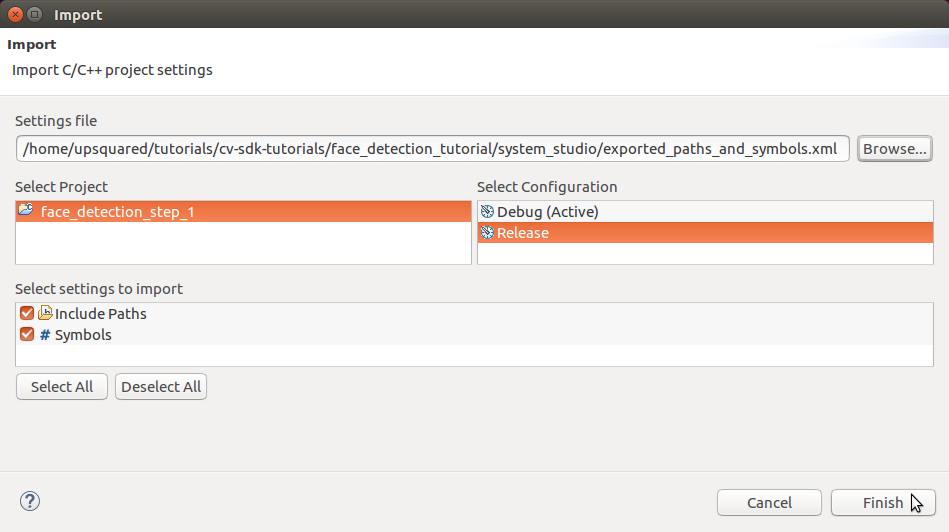 Import
Import
Import C/C++ project settings
Settings file
/home/upsquared/tutorials/cv-sdk-tutorials/face_detection_tutorial/system_studio/exported_paths_and_symbols.xml Browse...
Select Project Select Configuration
face_detection_step_1 Debug (Active)
Release
Select settings to import
Include Paths
# Symbols
Select All Deselect All
? Cancel Finish